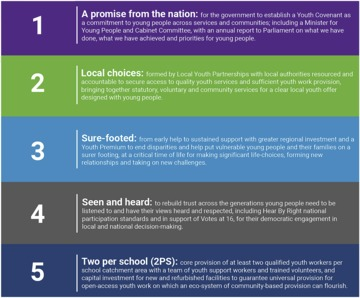 1
A promise from the nation: for the government to establish a Youth Covenant as
a commitment to young people across services and communities; including a Minister for
Young People and Cabinet Committee, with an annual report to Parliament on what we have
done, what we have achieved and priorities for young people.
2
Local choices: formed by Local Youth Partnerships with local authorities resourced and
accountable to secure access to quality youth services and sufficient youth work provision,
bringing together statutory, voluntary and community services for a clear local youth offer
designed with young people.
3
Sure-footed: from early help to sustained support with greater regional investment and a
Youth Premium to end disparities and help put vulnerable young people and their families on a
surer footing, at a critical time of life for making significant life-choices, forming new
relationships and taking on new challenges.
4
Seen and heard: to rebuild trust across the generations young people need to be
listened to and have their views heard and respected, including Hear By Right national
participation standards and in support of Votes at 16, for their democratic engagement in
local and national decision-making.
5
Two per school (2PS): core provision of at least two qualified youth workers per
school catchment area with a team of youth support workers and trained volunteers, and
capital investment for new and refurbished facilities to guarantee universal provision for
open-access youth work on which an eco-system of community-based provision can flourish.